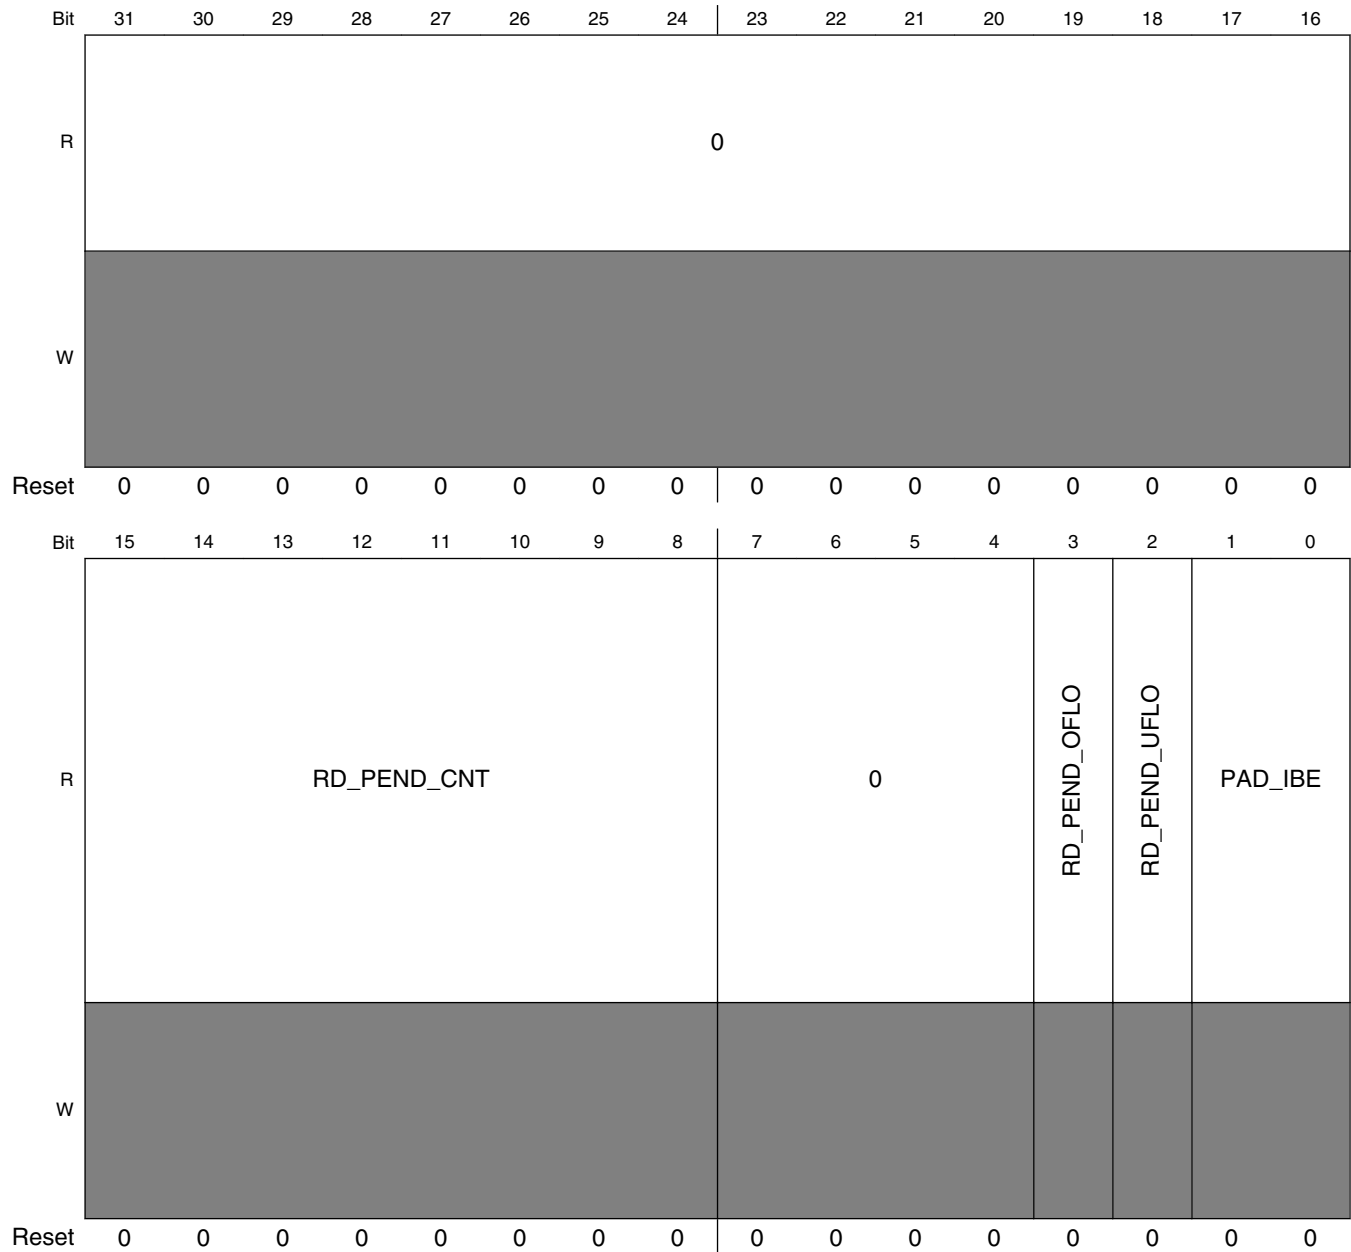 Bit 31 30 29 28 27 26 25 24 23 22 21 20 19 18 17 16
R 0
W
Reset 0 0 0 0 0 0 0 0 0 0 0 0 0 0 0 0
Bit 15 14 13 12 11 10 9 8 7 6 5 4 3 2 1 0
R RD_PEND_CNT 0 RD_PEND_OFLO RD_PEND_UFLO PAD_IBE
W
Reset 0 0 0 0 0 0 0 0 0 0 0 0 0 0 0 0